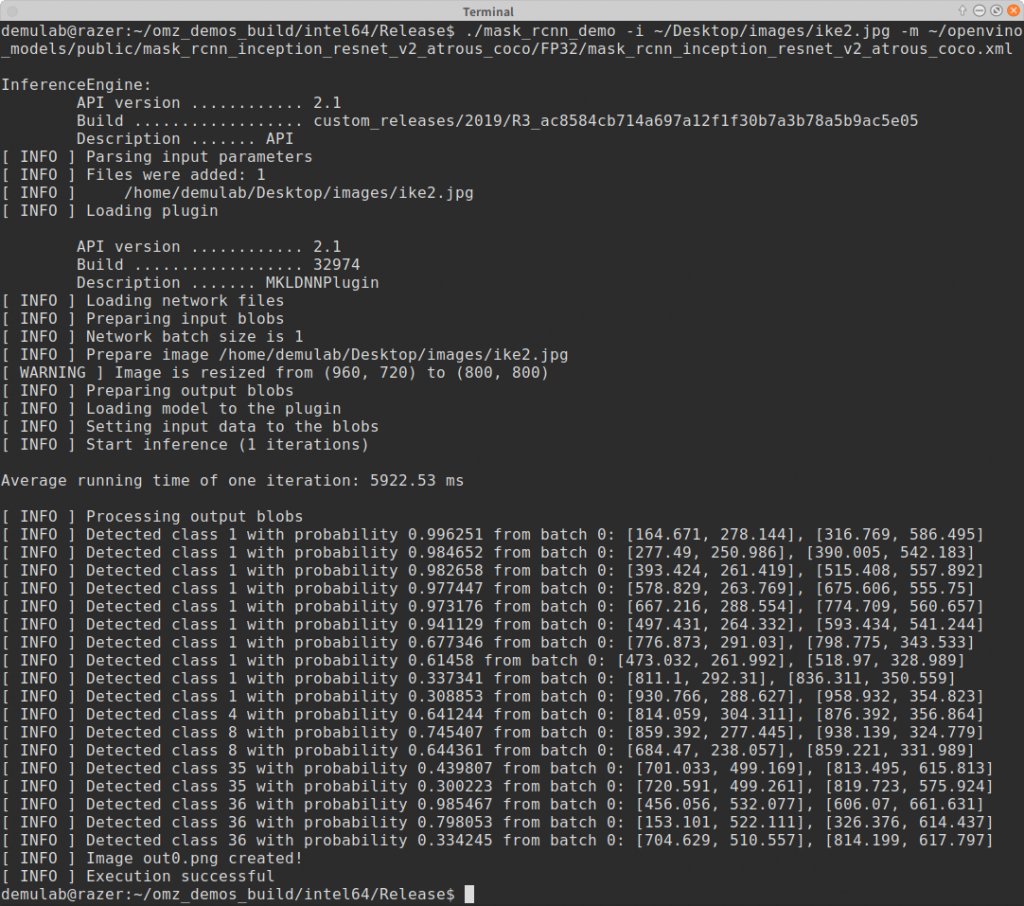 Terminal
demulab@razer:~/omz_demos_build/intel64/Release$ ./mask_rcnn_demo -i ~/Desktop/images/ike2.jpg -m ~/openvino
_models/public/mask_rcnn_inception_resnet_v2_atrous_coco/FP32/mask_rcnn_inception_resnet_v2_atrous_coco.xml
InferenceEngine:
API version ............ 2.1
Build .................. custom_releases/2019/R3_ac8584cb714a697a12f1f30b7a3b78a5b9ac5e05
Description ....... API
[ INFO ] Parsing input parameters
[ INFO ] Files were added: 1
[ INFO ]     /home/demulab/Desktop/images/ike2.jpg
[ INFO ] Loading plugin
API version ............ 2.1
Build .................. 32974
Description ....... MKLDNNPlugin
[ INFO ] Loading network files
[ INFO ] Preparing input blobs
[ INFO ] Network batch size is 1
[ INFO ] Prepare image /home/demulab/Desktop/images/ike2.jpg
[ WARNING ] Image is resized from (960, 720) to (800, 800)
[ INFO ] Preparing output blobs
[ INFO ] Loading model to the plugin
[ INFO ] Setting input data to the blobs
[ INFO ] Start inference (1 iterations)
Average running time of one iteration: 5922.53 ms
[ INFO ] Processing output blobs
[ INFO ] Detected class 1 with probability 0.996251 from batch 0: [164.671, 278.144], [316.769, 586.495]
[ INFO ] Detected class 1 with probability 0.984652 from batch 0: [277.49, 250.986], [390.005, 542.183]
[ INFO ] Detected class 1 with probability 0.982658 from batch 0: [393.424, 261.419], [515.408, 557.892]
[ INFO ] Detected class 1 with probability 0.977447 from batch 0: [578.829, 263.769], [675.606, 555.75]
[ INFO ] Detected class 1 with probability 0.973176 from batch 0: [667.216, 288.554], [774.709, 560.657]
[ INFO ] Detected class 1 with probability 0.941129 from batch 0: [497.431, 264.332], [593.434, 541.244]
[ INFO ] Detected class 1 with probability 0.677346 from batch 0: [776.873, 291.03], [798.775, 343.533]
[ INFO ] Detected class 1 with probability 0.61458 from batch 0: [473.032, 261.992], [518.97, 328.989]
[ INFO ] Detected class 1 with probability 0.337341 from batch 0: [811.1, 292.31], [836.311, 350.559]
[ INFO ] Detected class 1 with probability 0.308853 from batch 0: [930.766, 288.627], [958.932, 354.823]
[ INFO ] Detected class 4 with probability 0.641244 from batch 0: [814.059, 304.311], [876.392, 356.864]
[ INFO ] Detected class 8 with probability 0.745407 from batch 0: [859.392, 277.445], [938.139, 324.779]
[ INFO ] Detected class 8 with probability 0.644361 from batch 0: [684.47, 238.057], [859.221, 331.989]
[ INFO ] Detected class 35 with probability 0.439807 from batch 0: [701.033, 499.169], [813.495, 615.813]
[ INFO ] Detected class 35 with probability 0.300223 from batch 0: [720.591, 499.261], [819.723, 575.924]
[ INFO ] Detected class 36 with probability 0.985467 from batch 0: [456.056, 532.077], [606.07, 661.631]
[ INFO ] Detected class 36 with probability 0.798053 from batch 0: [153.101, 522.111], [326.376, 614.437]
[ INFO ] Detected class 36 with probability 0.334245 from batch 0: [704.629, 510.557], [814.199, 617.797]
[ INFO ] Image out0.png created!
[ INFO ] Execution successful
demulab@razer:~/omz_demos_build/intel64/Release$